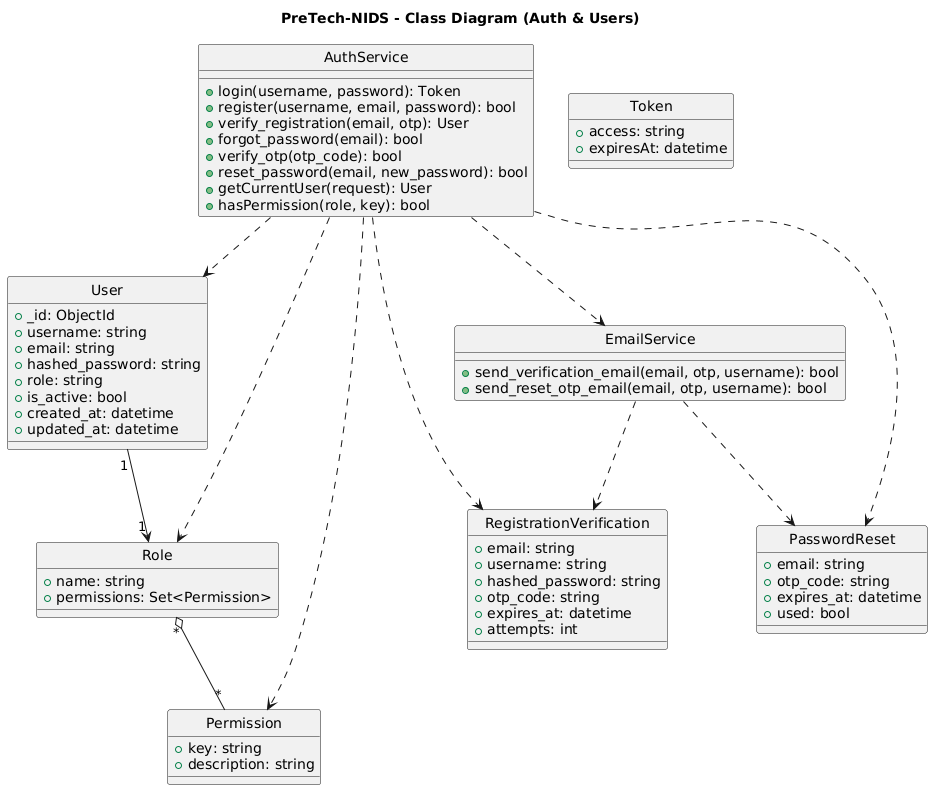 PreTech-NIDS - Class Diagram (Auth & Users)
AuthService
login(username, password): Token
register(username, email, password): bool
verify_registration(email, otp): User
forgot_password(email): bool
verify_otp(otp_code): bool
reset_password(email, new_password): bool
getCurrentUser(request): User
hasPermission(role, key): bool
Token
access: string
expiresAt: datetime
User
_id: ObjectId
username: string
email: string
hashed_password: string
role: string
is_active: bool
created_at: datetime
updated_at: datetime
EmailService
send_verification_email(email, otp, username): bool
send_reset_otp_email(email, otp, username): bool
1
1
Role
name: string
permissions: Set<Permission>
RegistrationVerification
email: string
username: string
hashed_password: string
otp_code: string
expires_at: datetime
attempts: int
PasswordReset
email: string
otp_code: string
expires_at: datetime
used: bool
*
*
Permission
key: string
description: string